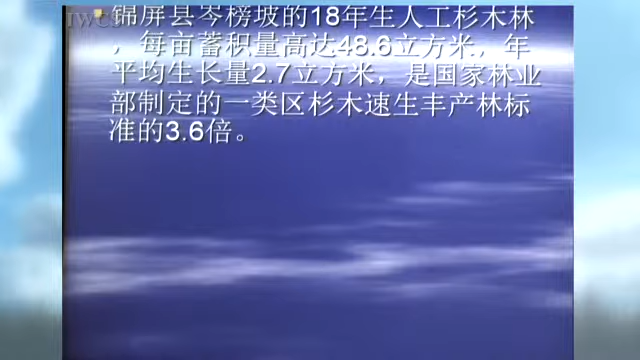 iwcs
锦屏县岑榜坡的18年生人工杉木林
，每亩蓄积量高达48.6立方米，年
平均生长量2.7立方米，是国家林业
部制定的一类区杉木速生丰产林标
准的3.6倍。